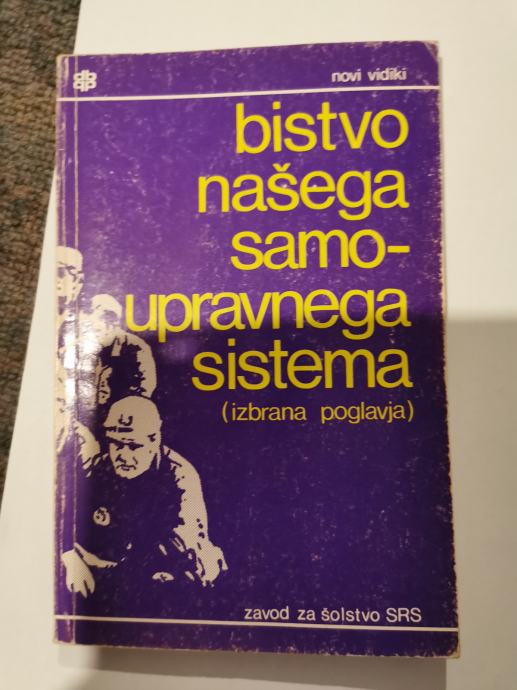 novi vidiki
bistvo
našega
samo-
upravnega
sistema
(izbrana poglavja)
zavod za šolstvo SRS